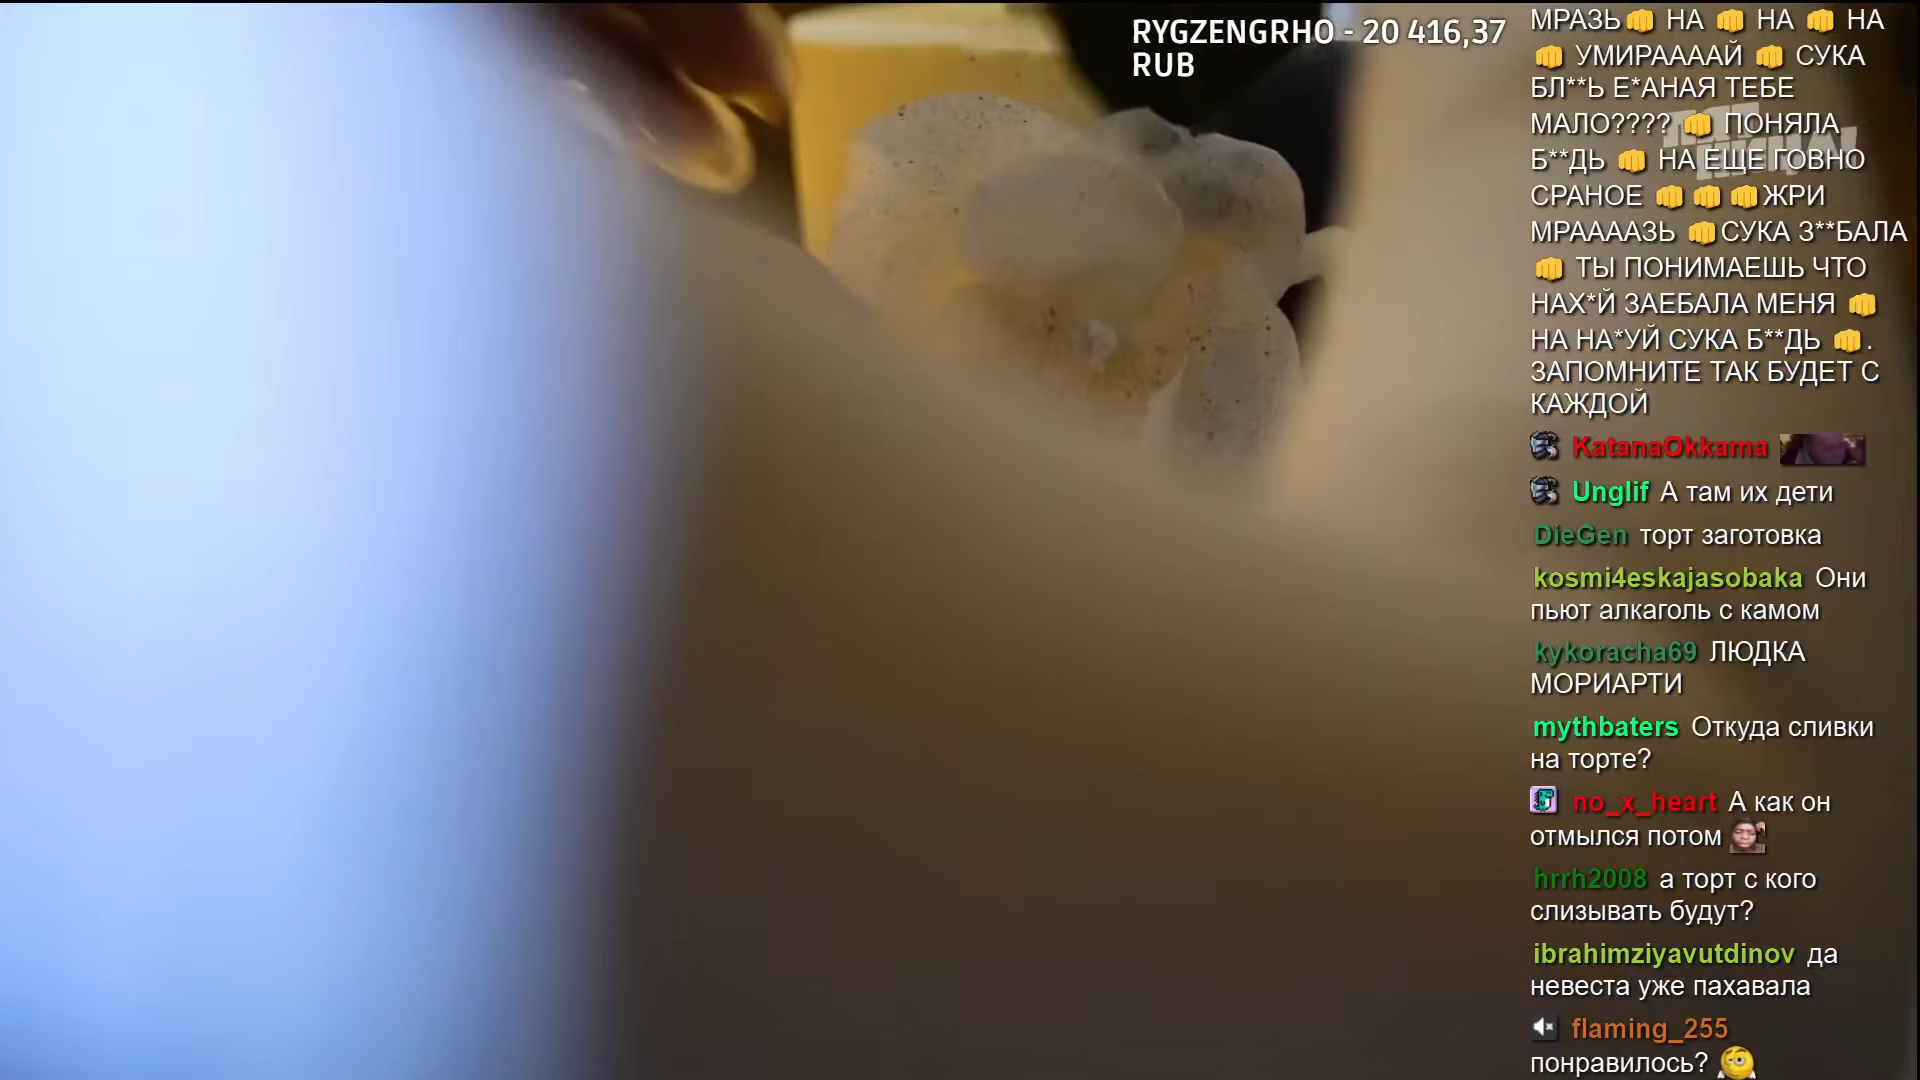 RYGZENGRHO - 20 416,37
RUB
МРАЗЬ👊 НА 👊 НА 👊 НА
👊 УМИРАААAЙ 👊 СУКА
БЛ**Ь Е*АНАЯ ТЕБЕ
МАЛО???? 👊 ПОНЯЛА
Б**ДЬ 👊 НА ЕЩЕ ГОВНО
СРАНОЕ 👊 👊 👊ЖРИ
МРААААЗЬ 👊СУКА З**БАЛА
👊 ТЫ ПОНИМАЕШЬ ЧТО
НАХ*Й ЗАЕБАЛА МЕНЯ 👊
НА НА*УЙ СУКА Б**ДЬ 👊.
ЗАПОМНИТЕ ТАК БУДЕТ С
КАЖДОЙ
KatanaOkkama
Unglif А там их дети
DieGen торт заготовка
kosmi4eskajasobaka Они
пьют алкаголь с камом
kykoracha69 ЛЮДКА
МОРИАРТИ
mythbaters Откуда сливки
на торте?
no_x_heart А как он
отмылся потом
hrrh2008 а торт с кого
слизывать будут?
ibrahimziyavutdinov да
невеста уже пахавала
flaming_255
понравилось?